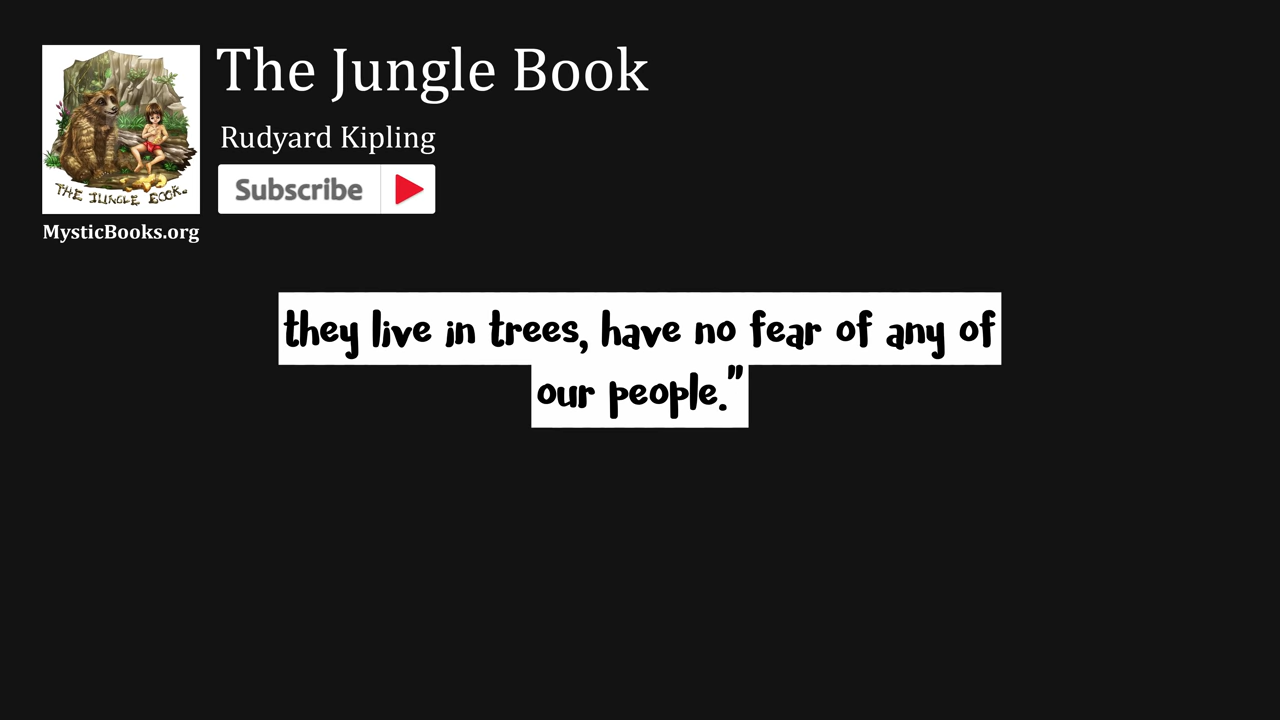 The Jungle Book
Rudyard Kipling
Subscribe
THE JUNGLE BOOK.
MysticBooks.org
they live in trees, have no fear of any of
our people.”